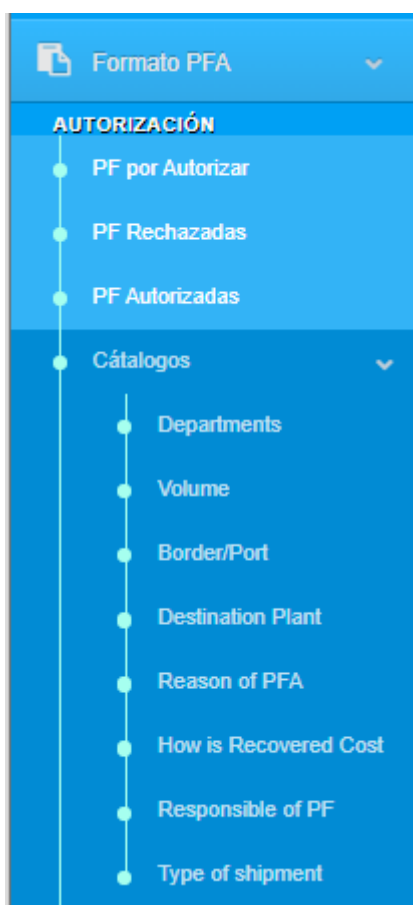 Formato PFA
AUTORIZACIÓN
PF por Autorizar
PF Rechazadas
PF Autorizadas
Cátalogos
Departments
Volume
Border/Port
Destination Plant
Reason of PFA
How is Recovered Cost
Responsible of PF
Type of shipment